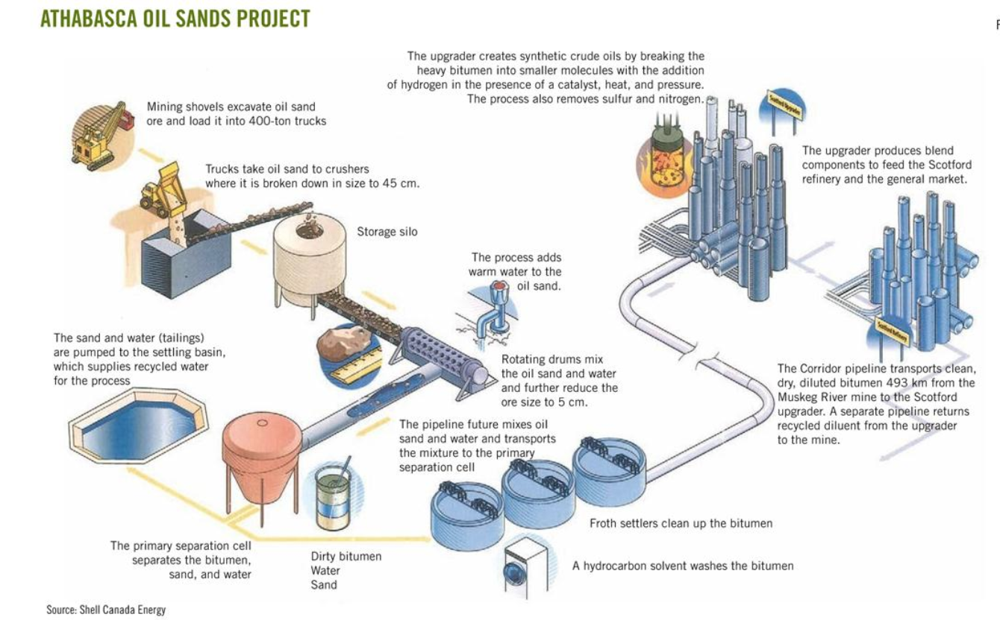 ATHABASCA OIL SANDS PROJECT
F
The upgrader creates synthetic crude oils by breaking the
heavy bitumen into smaller molecules with the addition
of hydrogen in the presence of a catalyst, heat, and pressure.
The process also removes sulfur and nitrogen.
Scotford Upgrader
Mining shovels excavate oil sand
ore and load it into 400-ton trucks
The upgrader produces blend
components to feed the Scotford
refinery and the general market.
Trucks take oil sand to crushers
where it is broken down in size to 45 cm.
Storage silo
The process adds
warm water to the
oil sand.
The sand and water (tailings)
are pumped to the settling basin,
which supplies recycled water
for the process
Scotford Refinery
Rotating drums mix
the oil sand and water
and further reduce the
ore size to 5 cm.
The Corridor pipeline transports clean,
dry, diluted bitumen 493 km from the
Muskeg River mine to the Scotford
upgrader. A separate pipeline returns
recycled diluent from the upgrader
to the mine.
The pipeline future mixes oil
sand and water and transports
the mixture to the primary
separation cell
Froth settlers clean up the bitumen
The primary separation cell
separates the bitumen,
sand, and water
Dirty bitumen
Water
Sand
A hydrocarbon solvent washes the bitumen
Source: Shell Canada Energy